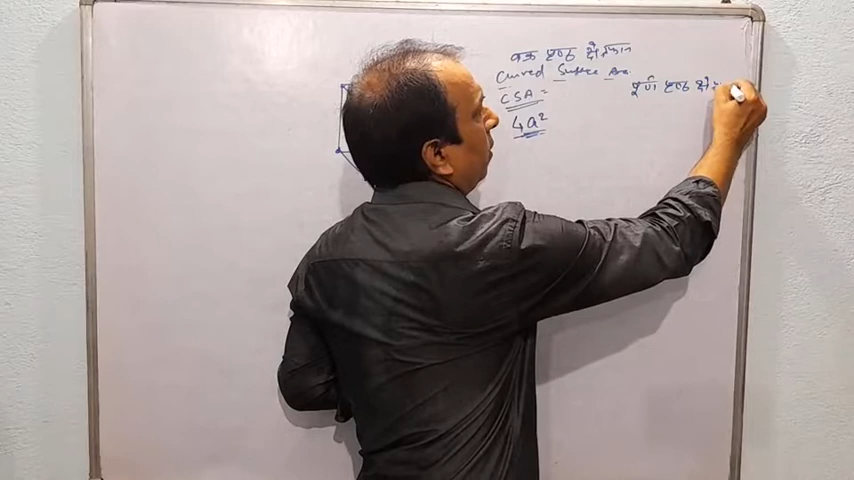 वक्र पृष्ठ क्षेत्रफल
Curved Surface Area
CSA =
4a²
पूर्ण पृष्ठ